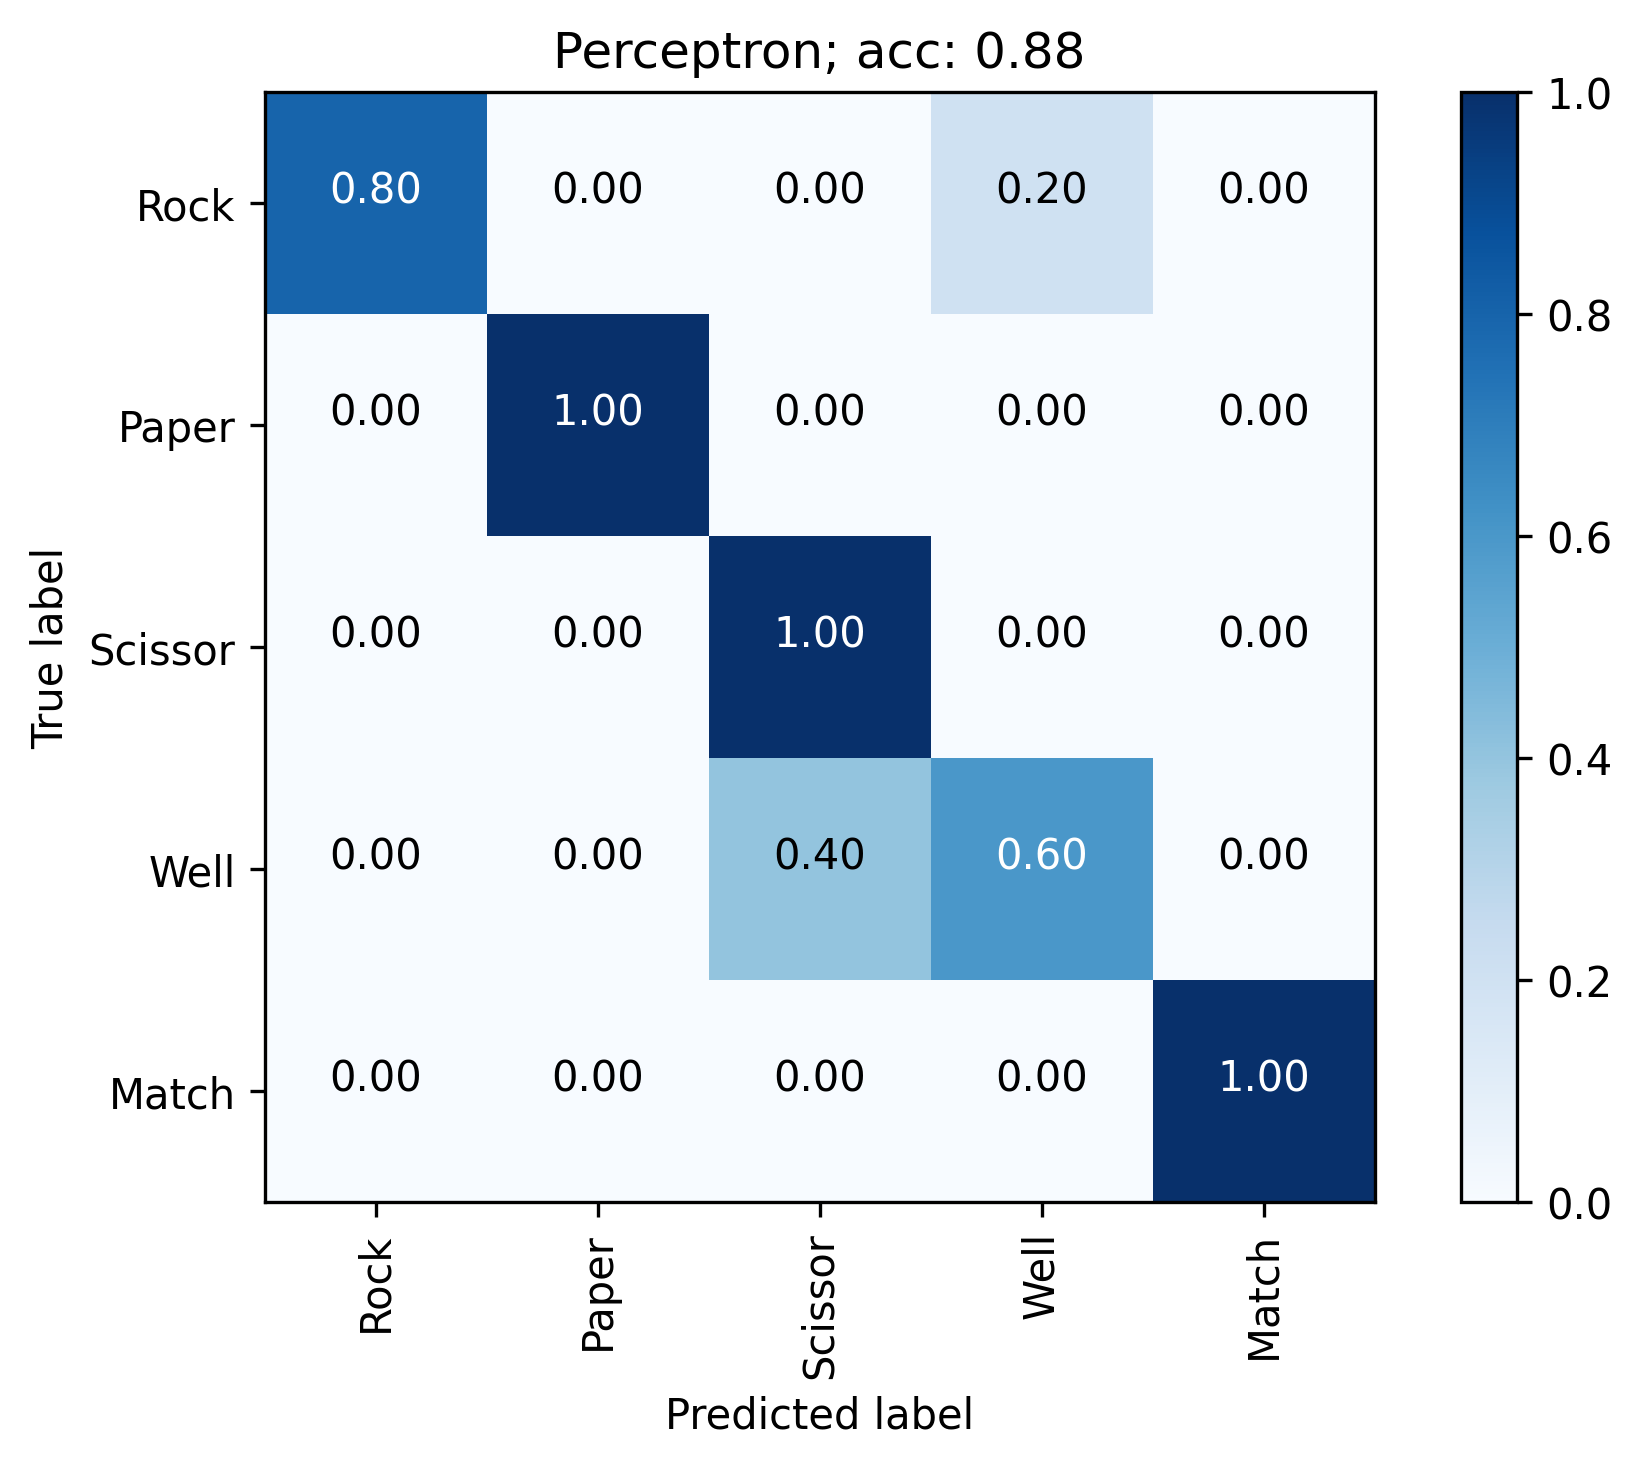 Perceptron; acc: 0.88
True label
Rock 0.80 0.00 0.00 0.20 0.00
Paper 0.00 1.00 0.00 0.00 0.00
Scissor 0.00 0.00 1.00 0.00 0.00
Well 0.00 0.00 0.40 0.60 0.00
Match 0.00 0.00 0.00 0.00 1.00
Rock Paper Scissor Well Match
Predicted label
1.0
0.8
0.6
0.4
0.2
0.0